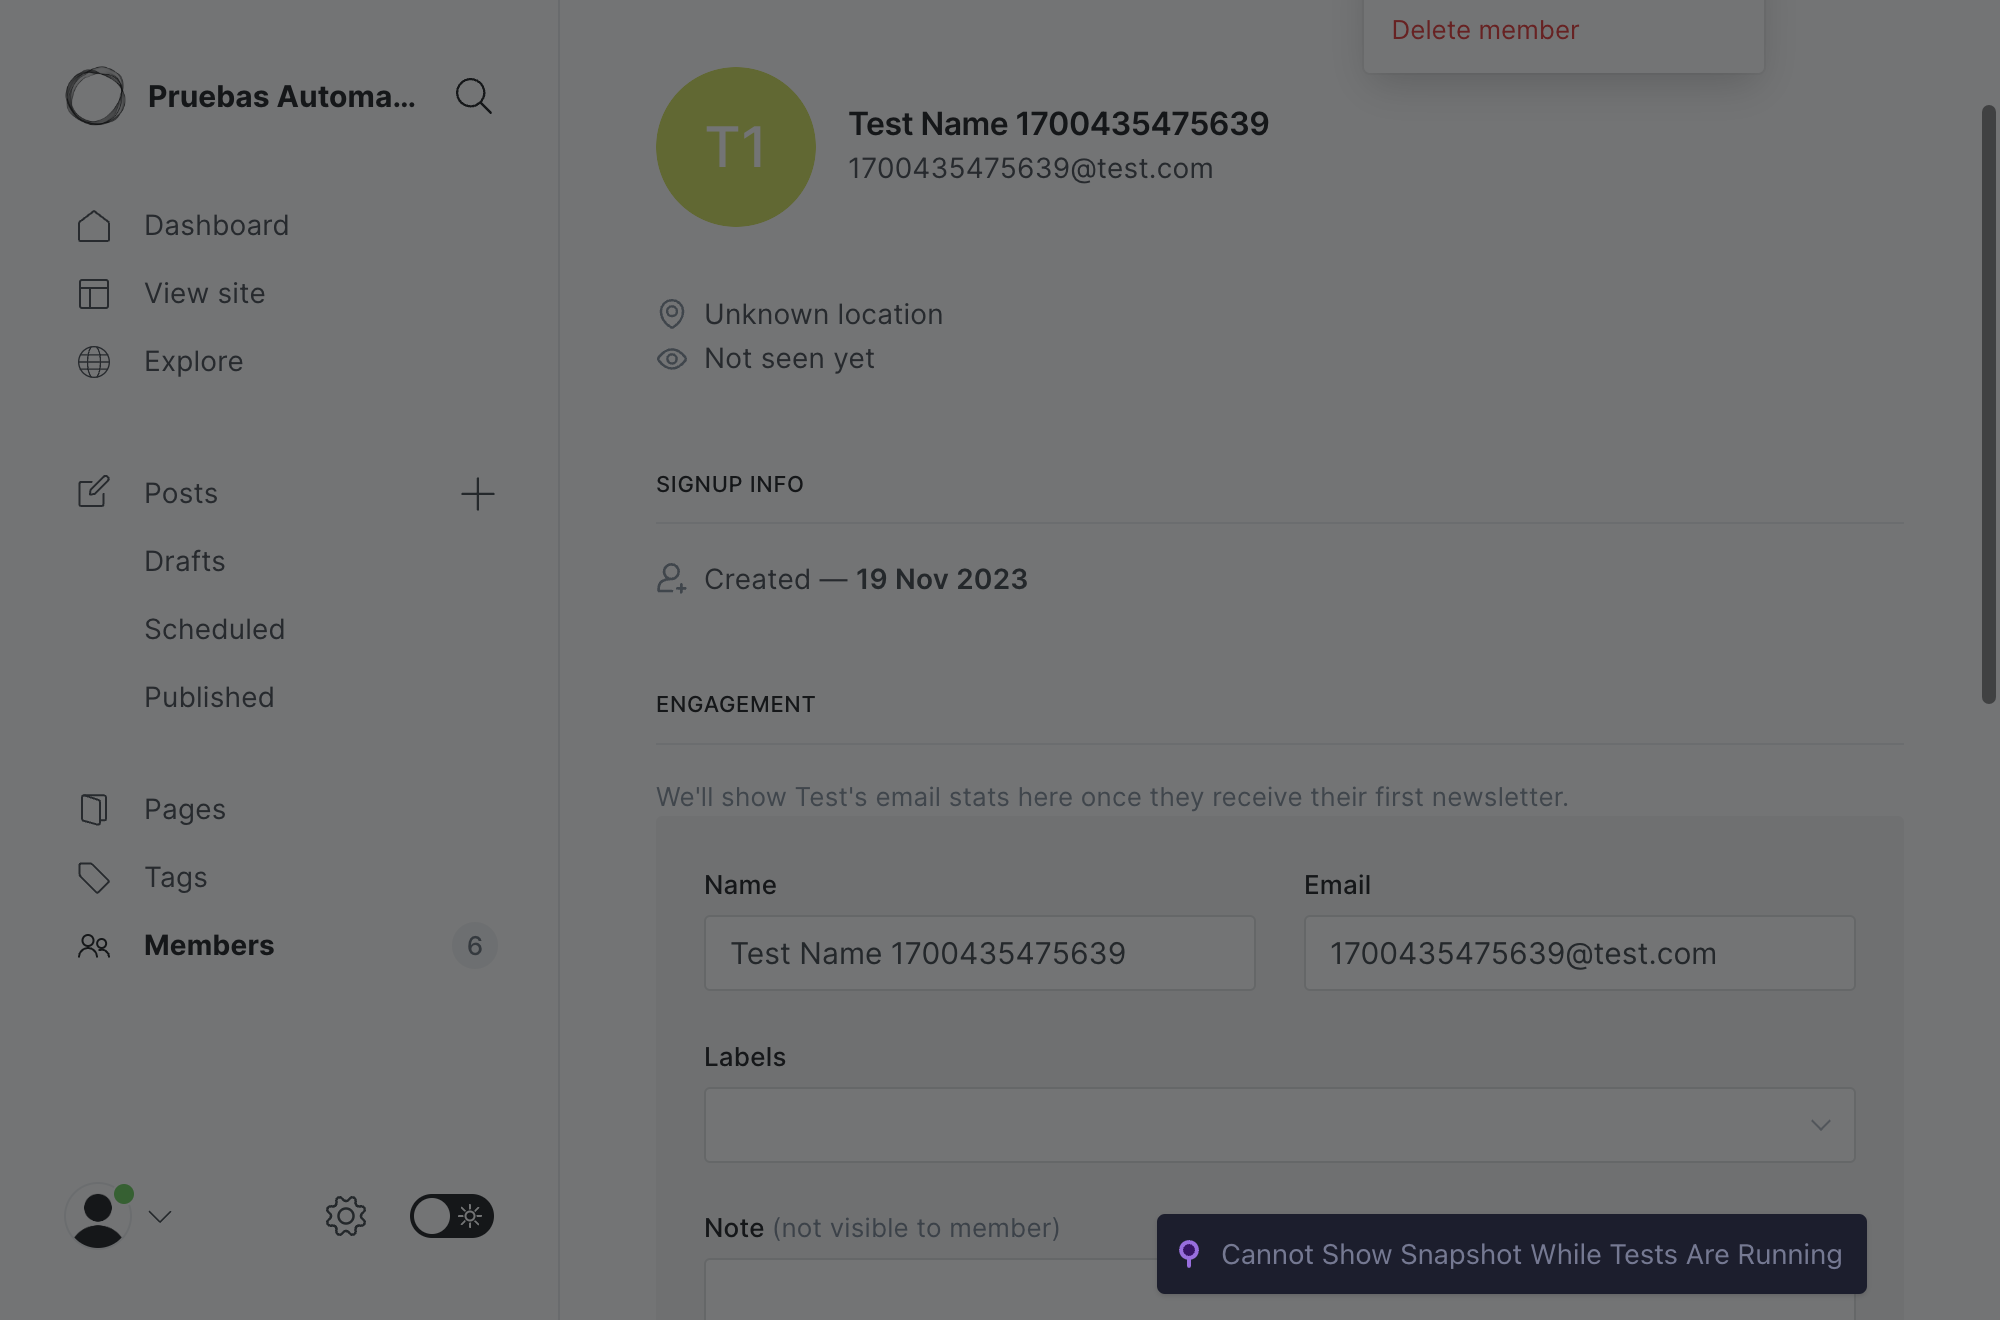 Pruebas Automa...
Dashboard
View site
Explore
Posts
Drafts
Scheduled
Published
Pages
Tags
Members
6
Delete member
T1
Test Name 1700435475639
1700435475639@test.com
Unknown location
Not seen yet
SIGNUP INFO
Created — 19 Nov 2023
ENGAGEMENT
We'll show Test's email stats here once they receive their first newsletter.
Name
Test Name 1700435475639
Email
1700435475639@test.com
Labels
Note (not visible to member)
Cannot Show Snapshot While Tests Are Running